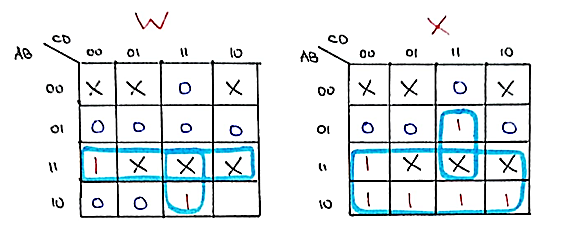 W X
CD CD
AB 00 01 11 10 AB 00 01 11 10
00 X X 0 X 00 X X 0 X
01 0 0 0 0 01 0 0 1 0
11 1 X X X 11 1 X X X
10 0 0 1 10 1 1 1 1